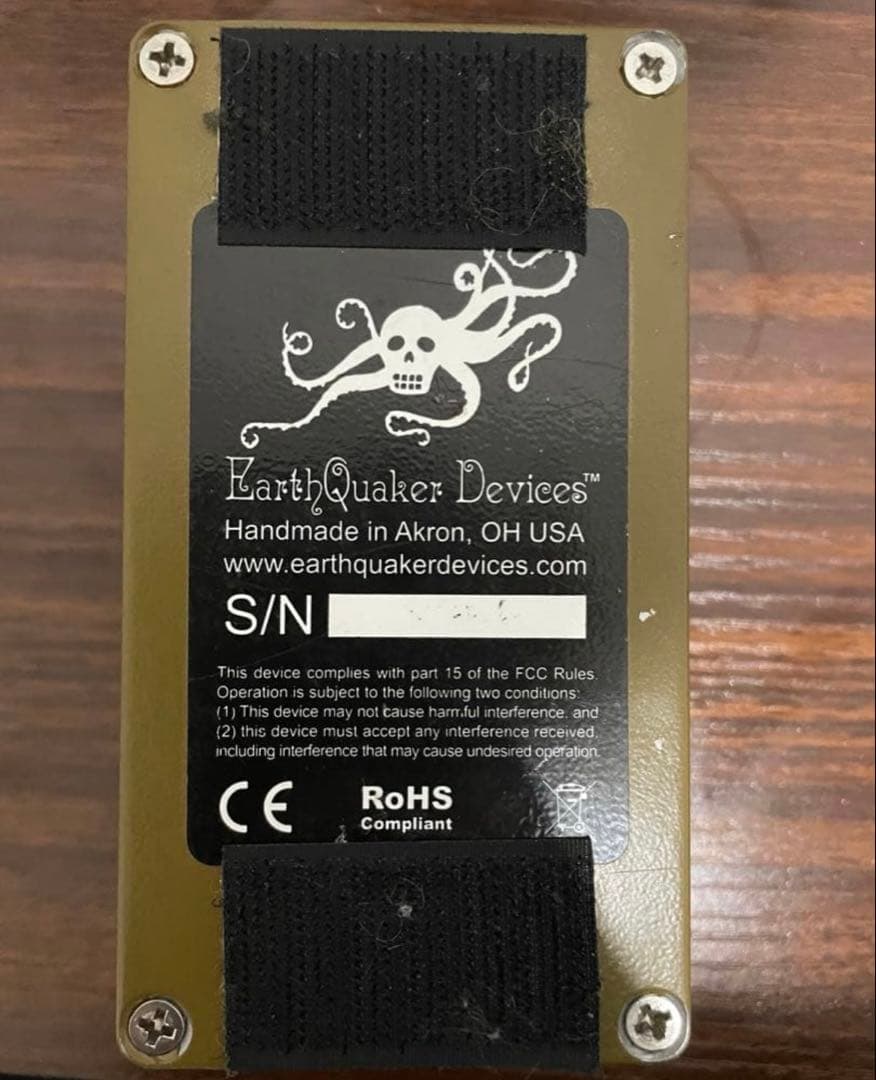 EarthQuaker Devices™
Handmade in Akron, OH USA
www.earthquakerdevices.com
S/N
This device complies with part 15 of the FCC Rules.
Operation is subject to the following two conditions:
(1) This device may not cause harmful interference, and
(2) this device must accept any interference received,
including interference that may cause undesired operation.
CE
RoHS
Compliant